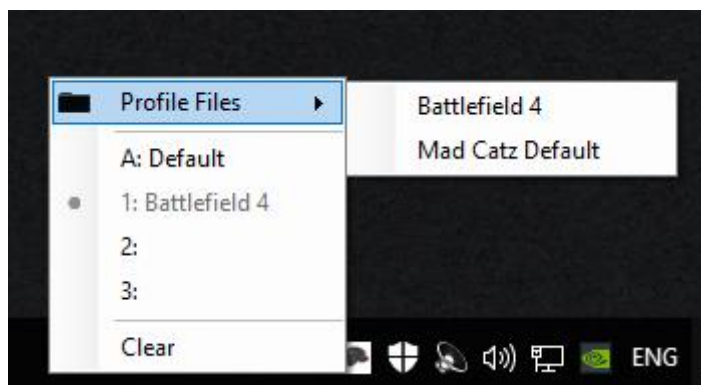 Profile Files
Battlefield 4
Mad Catz Default
A: Default
1: Battlefield 4
2:
3:
Clear
ENG